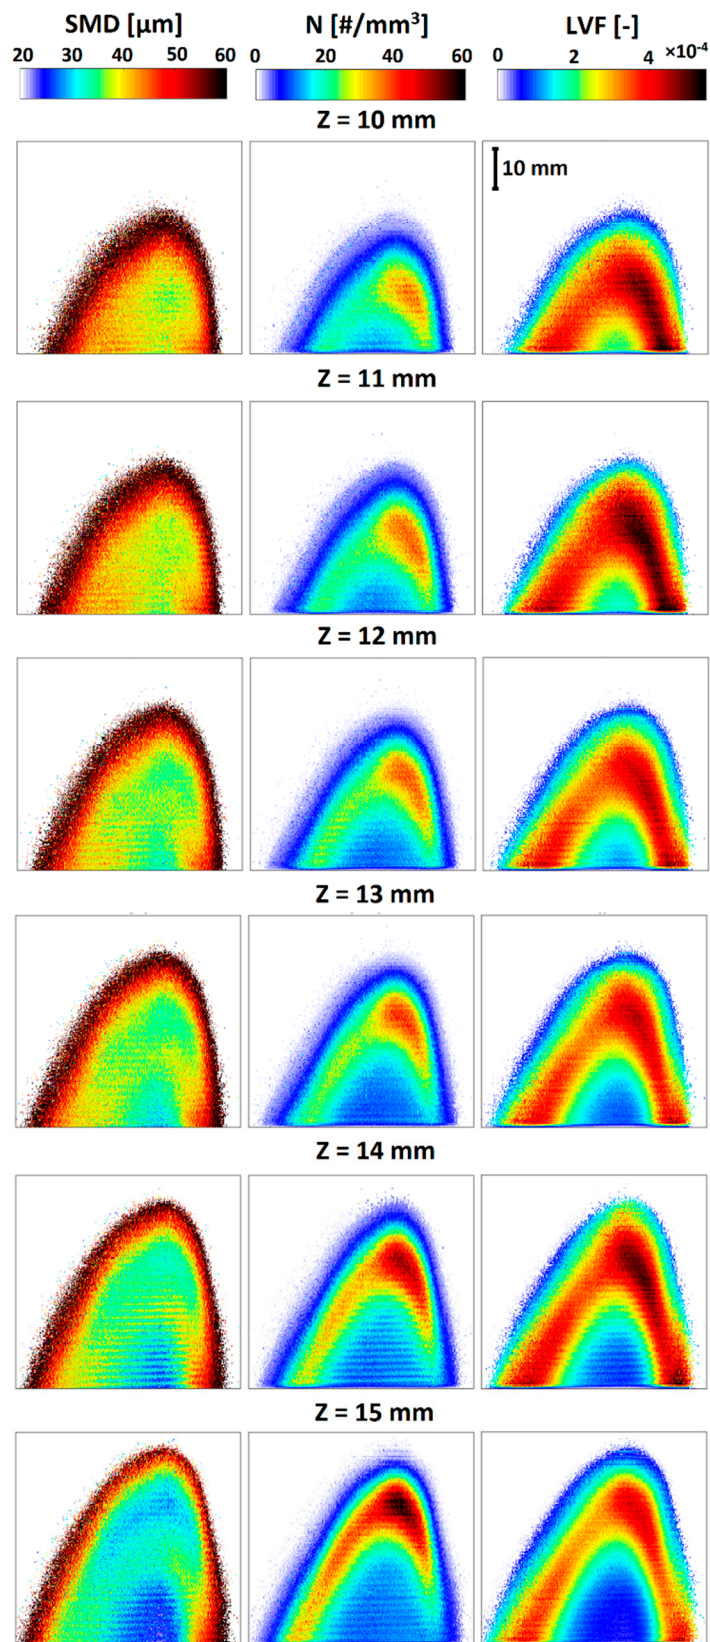 SMD [µm] N [#/mm³] LVF [-]
20 30 40 50 60 0 20 40 60 0 2 4 ×10⁻⁴
Z = 10 mm
10 mm
Z = 11 mm
Z = 12 mm
Z = 13 mm
Z = 14 mm
Z = 15 mm